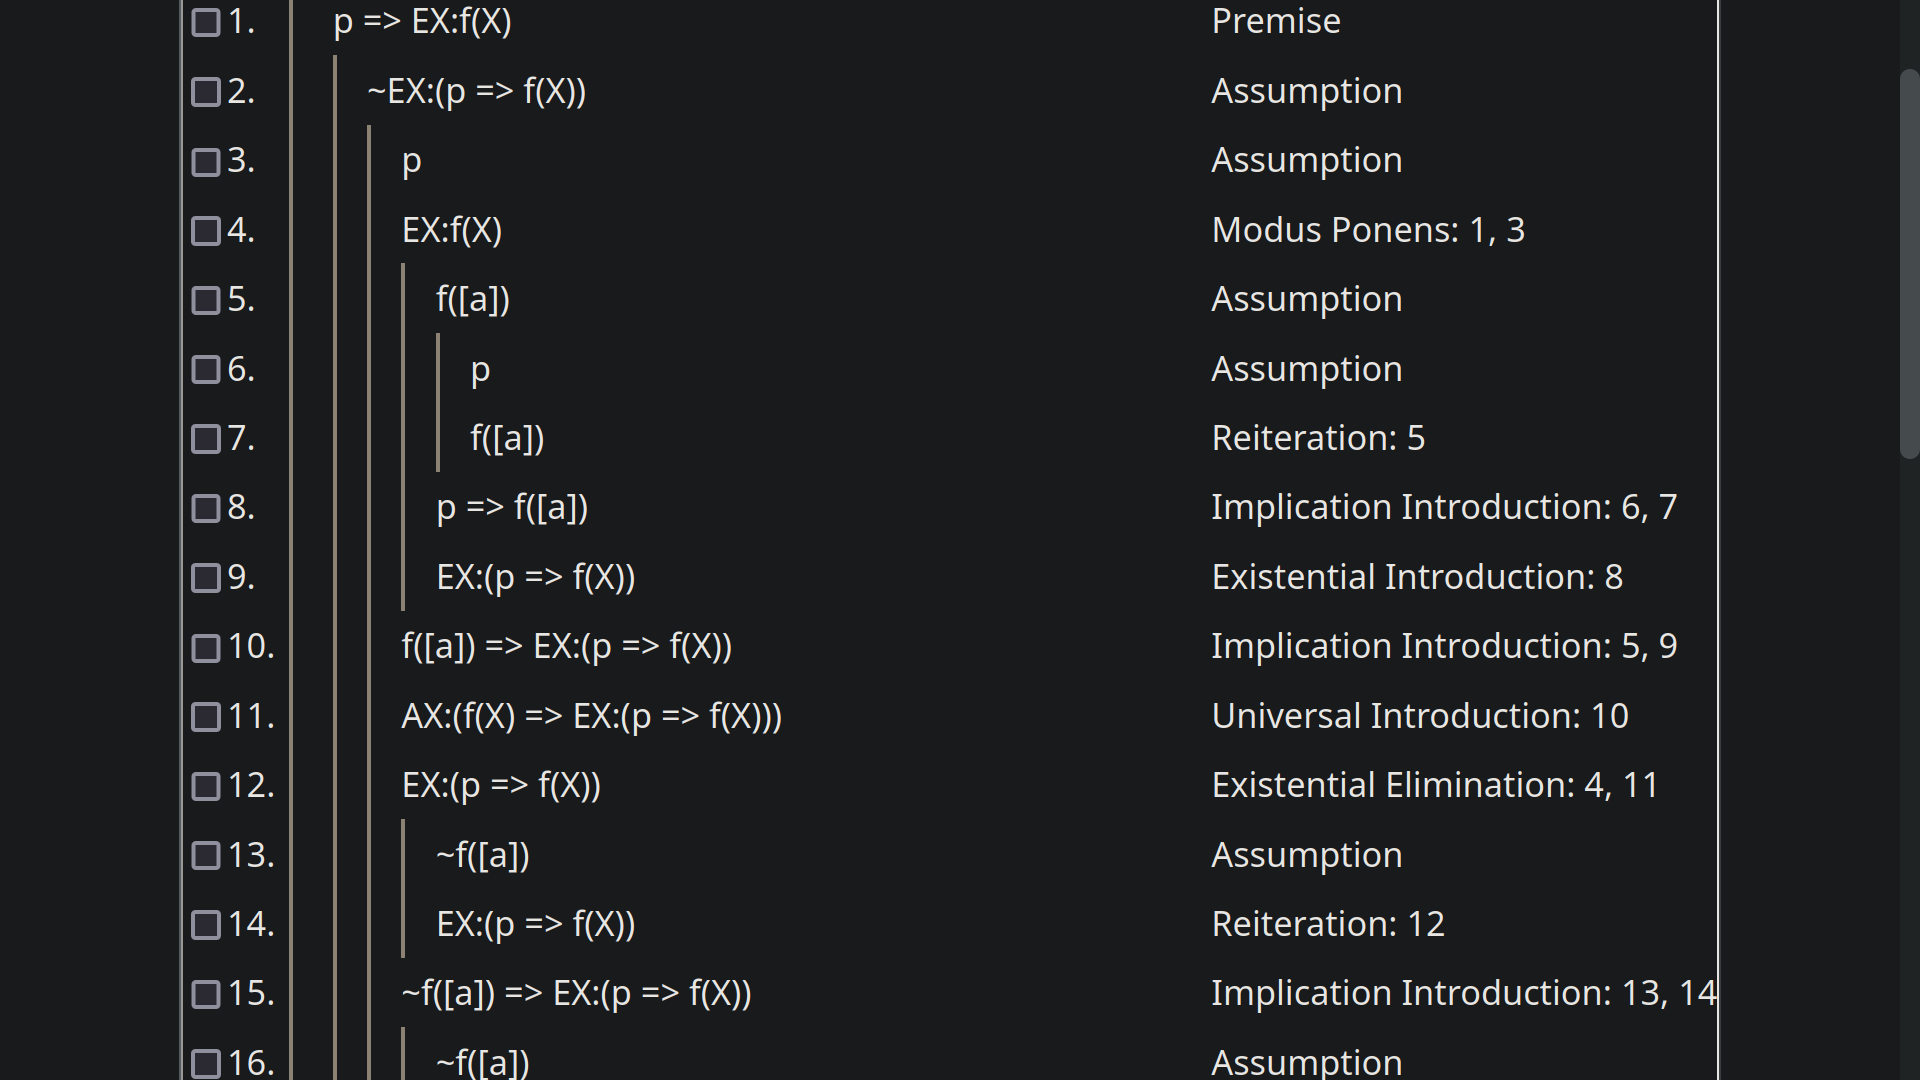 1. p => EX:f(X) Premise
2. ~EX:(p => f(X)) Assumption
3. p Assumption
4. EX:f(X) Modus Ponens: 1, 3
5. f([a]) Assumption
6. p Assumption
7. f([a]) Reiteration: 5
8. p => f([a]) Implication Introduction: 6, 7
9. EX:(p => f(X)) Existential Introduction: 8
10. f([a]) => EX:(p => f(X)) Implication Introduction: 5, 9
11. AX:(f(X) => EX:(p => f(X))) Universal Introduction: 10
12. EX:(p => f(X)) Existential Elimination: 4, 11
13. ~f([a]) Assumption
14. EX:(p => f(X)) Reiteration: 12
15. ~f([a]) => EX:(p => f(X)) Implication Introduction: 13, 14
16. ~f([a]) Assumption